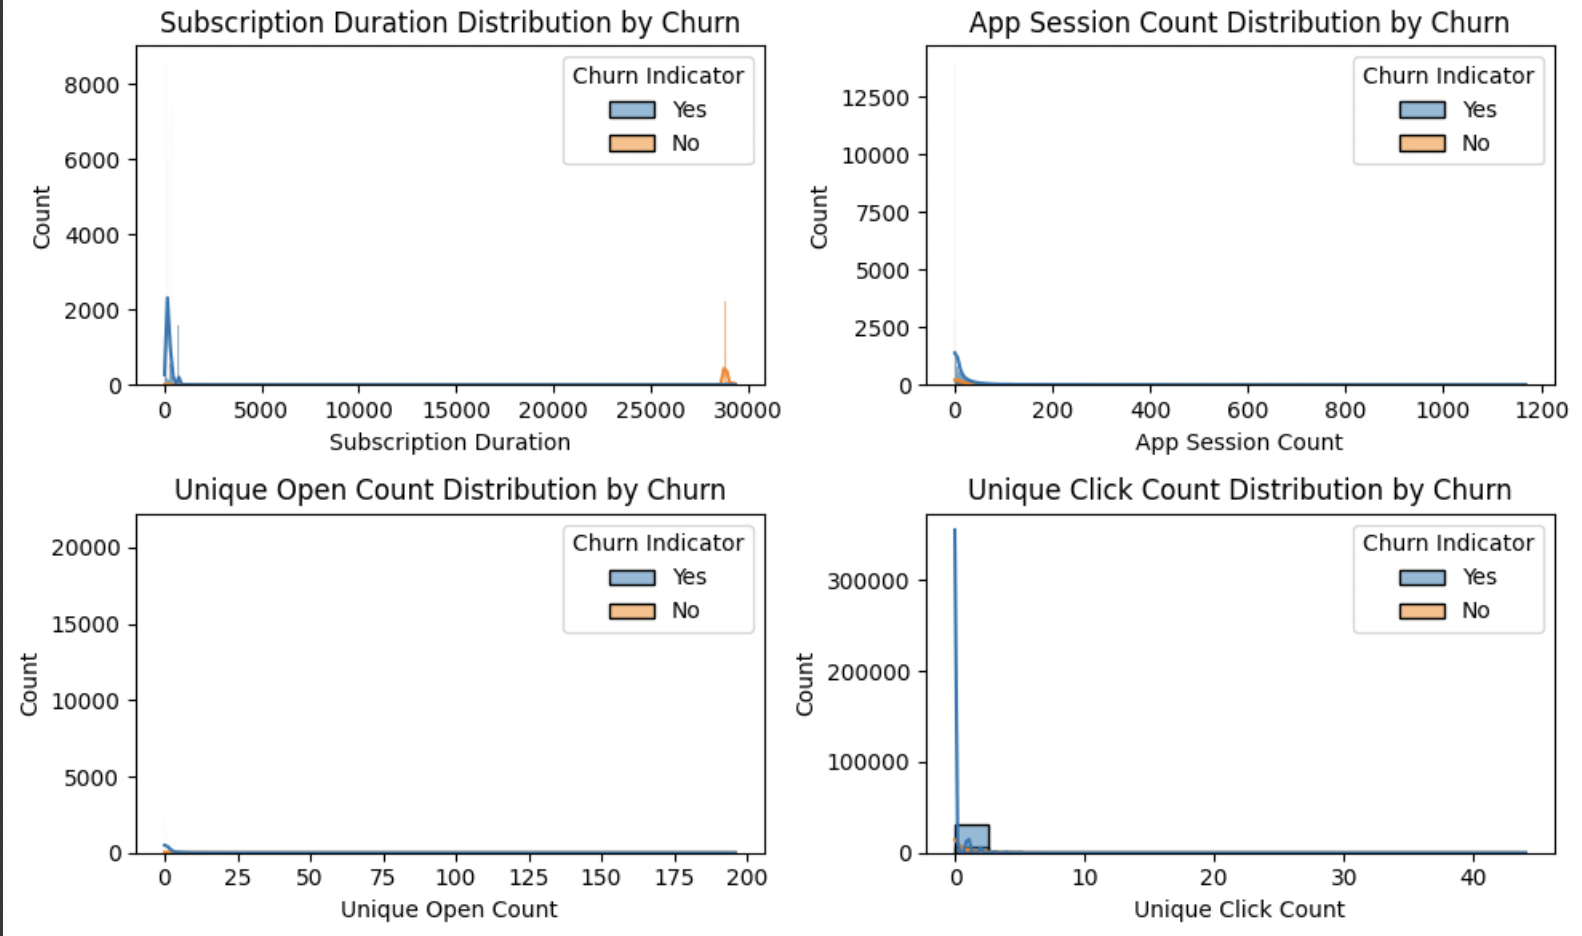 Subscription Duration Distribution by Churn
Churn Indicator
Yes
No
8000
6000
4000
2000
0
Count
0 5000 10000 15000 20000 25000 30000
Subscription Duration
App Session Count Distribution by Churn
Churn Indicator
Yes
No
12500
10000
7500
5000
2500
0
Count
0 200 400 600 800 1000 1200
App Session Count
Unique Open Count Distribution by Churn
Churn Indicator
Yes
No
20000
15000
10000
5000
0
Count
0 25 50 75 100 125 150 175 200
Unique Open Count
Unique Click Count Distribution by Churn
Churn Indicator
Yes
No
300000
200000
100000
0
Count
0 10 20 30 40
Unique Click Count